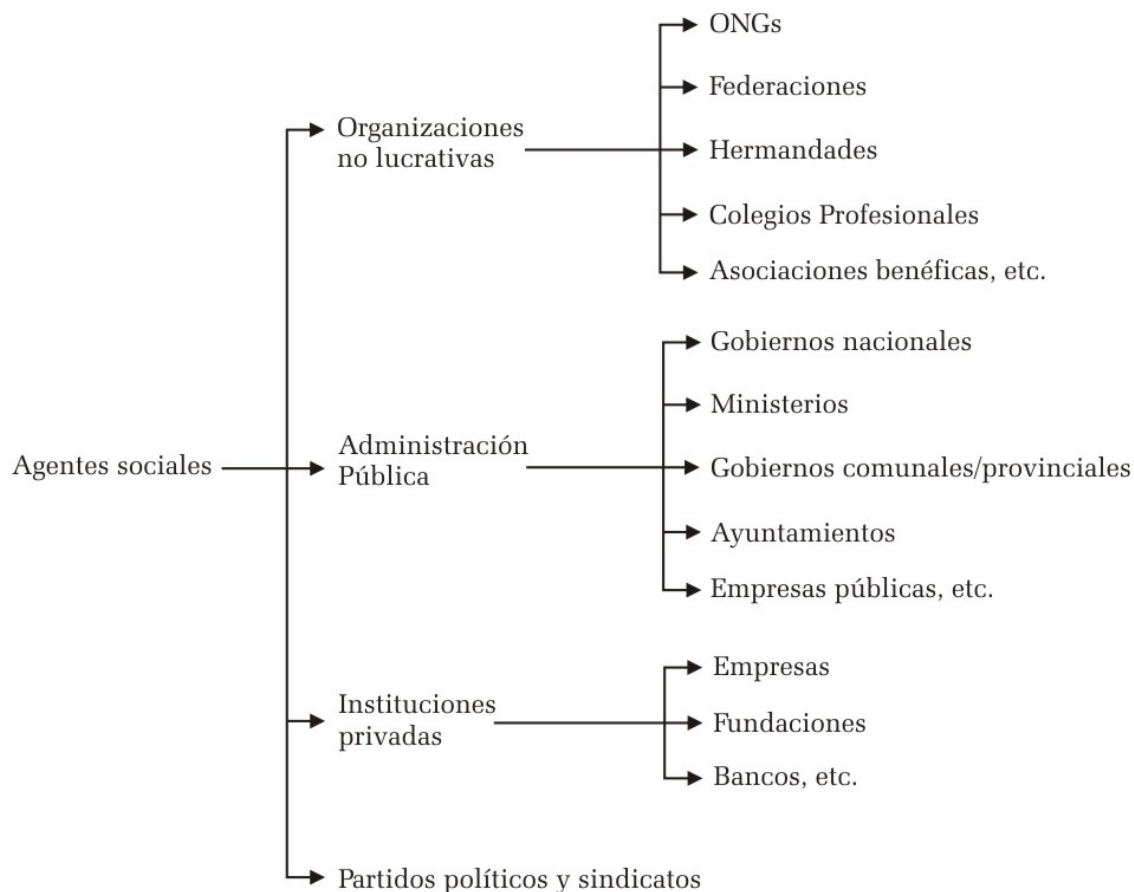 Agentes sociales
Organizaciones
no lucrativas
ONGs
Federaciones
Hermandades
Colegios Profesionales
Asociaciones benéficas, etc.
Administración
Pública
Gobiernos nacionales
Ministerios
Gobiernos comunales/provinciales
Ayuntamientos
Empresas públicas, etc.
Instituciones
privadas
Empresas
Fundaciones
Bancos, etc.
Partidos políticos y sindicatos